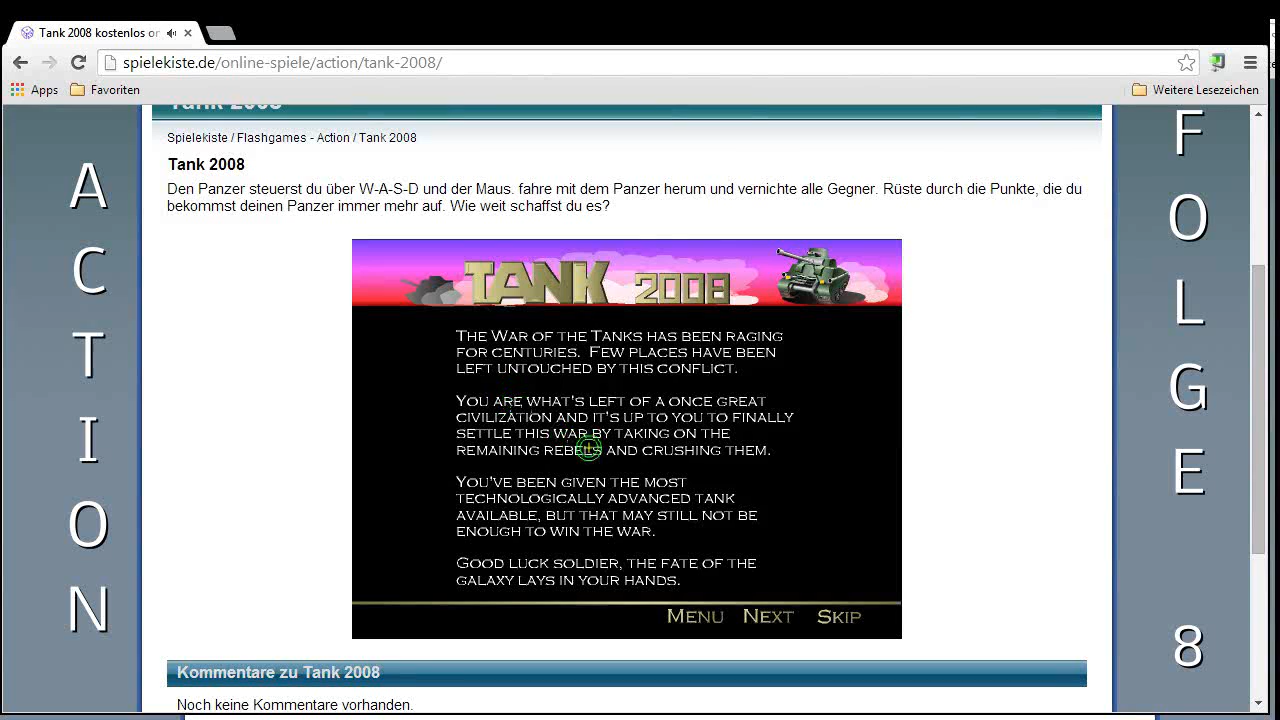 Tank 2008 kostenlos or
spielekiste.de/online-spiele/action/tank-2008/
Apps Favoriten Weitere Lesezeichen
Tank 2008
Spielekiste / Flashgames - Action / Tank 2008
Tank 2008
Den Panzer steuerst du über W-A-S-D und der Maus. fahre mit dem Panzer herum und vernichte alle Gegner. Rüste durch die Punkte, die du
bekommst deinen Panzer immer mehr auf. Wie weit schaffst du es?
TANK 2008
THE WAR OF THE TANKS HAS BEEN RAGING
FOR CENTURIES. FEW PLACES HAVE BEEN
LEFT UNTOUCHED BY THIS CONFLICT.
YOU ARE WHAT'S LEFT OF A ONCE GREAT
CIVILIZATION AND IT'S UP TO YOU TO FINALLY
SETTLE THIS WAR BY TAKING ON THE
REMAINING REBELS AND CRUSHING THEM.
YOU'VE BEEN GIVEN THE MOST
TECHNOLOGICALLY ADVANCED TANK
AVAILABLE, BUT THAT MAY STILL NOT BE
ENOUGH TO WIN THE WAR.
GOOD LUCK SOLDIER, THE FATE OF THE
GALAXY LAYS IN YOUR HANDS.
MENU NEXT SKIP
Kommentare zu Tank 2008
Noch keine Kommentare vorhanden.
ACTION
FOLGE 8